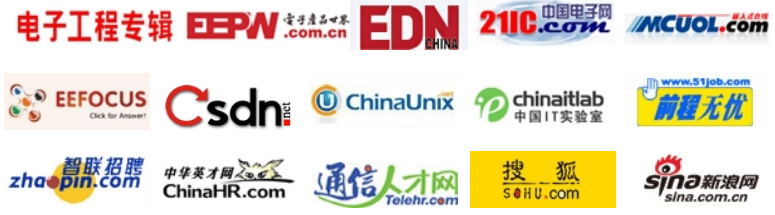 电子工程专辑
EEPW 电子产品世界
.com.cn
EDN
CHINA
中国电子网
21IC.com
嵌入式在线
MCUOL.com
EEFOCUS
Click for Answer!
Csdn.net
ChinaUnix.net
chinaitlab
中国IT实验室
www.51job.com
前程无忧
智联招聘
zhaopin.com
中华英才网
ChinaHR.com
通信人才网
Telehr.com
搜狐
SOHU.com
sina新浪网
sina.com.cn